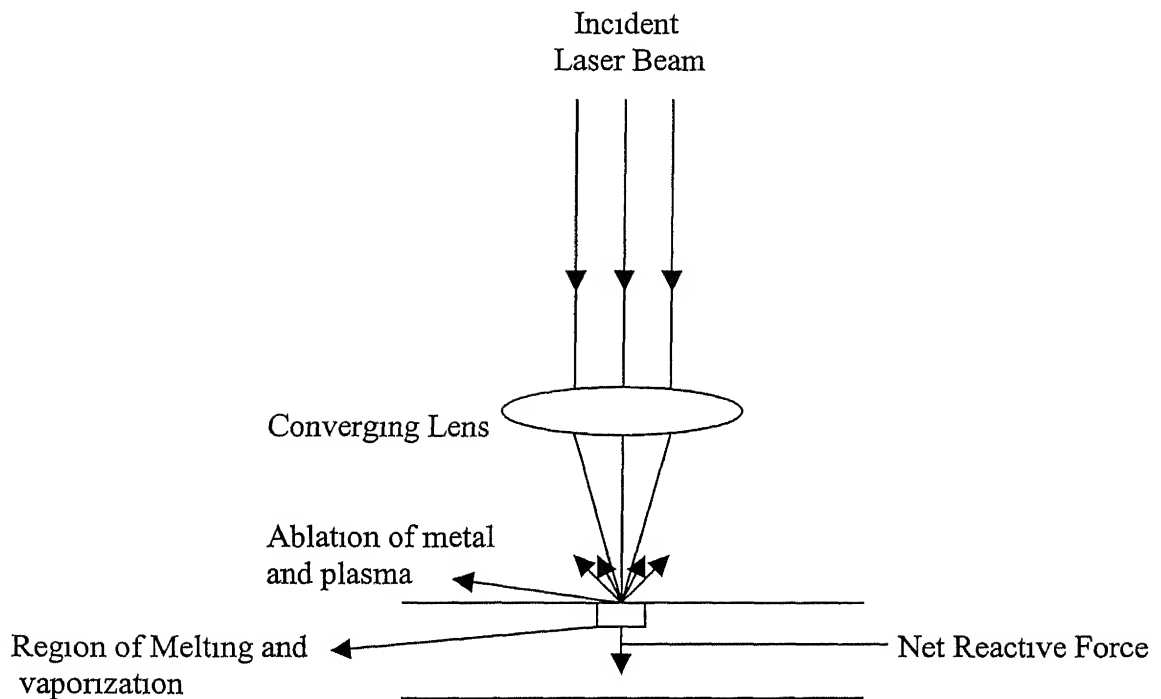 Incident
Laser Beam
Converging Lens
Ablation of metal
and plasma
Region of Melting and
vaporization
Net Reactive Force